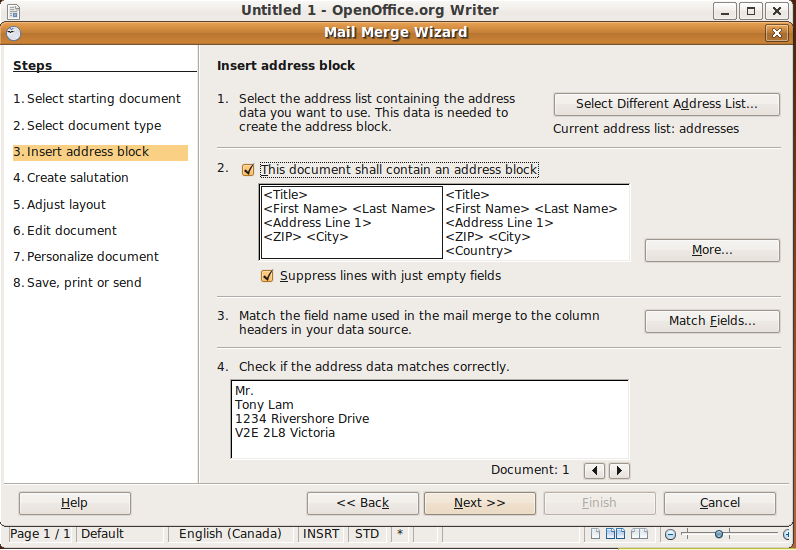 Untitled 1 - OpenOffice.org Writer
Mail Merge Wizard
Steps
1. Select starting document
2. Select document type
3. Insert address block
4. Create salutation
5. Adjust layout
6. Edit document
7. Personalize document
8. Save, print or send
Insert address block
1. Select the address list containing the address
data you want to use. This data is needed to
create the address block.
Select Different Address List...
Current address list: addresses
2. This document shall contain an address block
<Title>
<First Name> <Last Name>
<Address Line 1>
<ZIP> <City>
<Title>
<First Name> <Last Name>
<Address Line 1>
<ZIP> <City>
<Country>
More...
Suppress lines with just empty fields
3. Match the field name used in the mail merge to the column
headers in your data source.
Match Fields...
4. Check if the address data matches correctly.
Mr.
Tony Lam
1234 Rivershore Drive
V2E 2L8 Victoria
Document: 1
Help
<< Back
Next >>
Finish
Cancel
Page 1 / 1 Default English (Canada) INSRT STD *